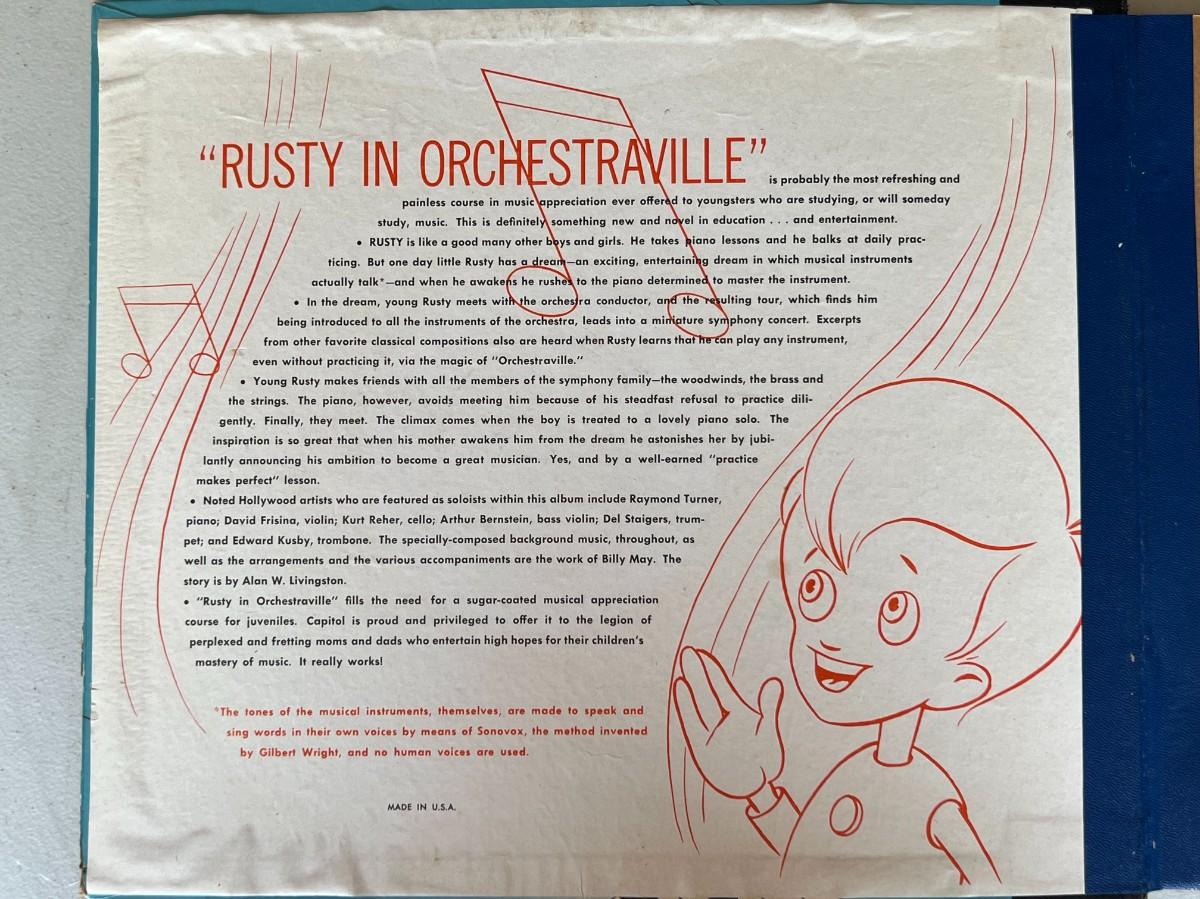 “RUSTY IN ORCHESTRAVILLE” is probably the most refreshing and
painless course in music appreciation ever offered to youngsters who are studying, or will someday
study, music. This is definitely something new and novel in education . . . and entertainment.
• RUSTY is like a good many other boys and girls. He takes piano lessons and he balks at daily prac-
ticing. But one day little Rusty has a dream—an exciting, entertaining dream in which musical instruments
actually talk*—and when he awakens he rushes to the piano determined to master the instrument.
• In the dream, young Rusty meets with the orchestra conductor, and the resulting tour, which finds him
being introduced to all the instruments of the orchestra, leads into a miniature symphony concert. Excerpts
from other favorite classical compositions also are heard when Rusty learns that he can play any instrument,
even without practicing it, via the magic of “Orchestraville.”
• Young Rusty makes friends with all the members of the symphony family—the woodwinds, the brass and
the strings. The piano, however, avoids meeting him because of his steadfast refusal to practice dili-
gently. Finally, they meet. The climax comes when the boy is treated to a lovely piano solo. The
inspiration is so great that when his mother awakens him from the dream he astonishes her by jubi-
lantly announcing his ambition to become a great musician. Yes, and by a well-earned “practice
makes perfect” lesson.
• Noted Hollywood artists who are featured as soloists within this album include Raymond Turner,
piano; David Frisina, violin; Kurt Reher, cello; Arthur Bernstein, bass violin; Del Staigers, trum-
pet; and Edward Kusby, trombone. The specially-composed background music, throughout, as
well as the arrangements and the various accompaniments are the work of Billy May. The
story is by Alan W. Livingston.
• “Rusty in Orchestraville” fills the need for a sugar-coated musical appreciation
course for juveniles. Capitol is proud and privileged to offer it to the legion of
perplexed and fretting moms and dads who entertain high hopes for their children’s
mastery of music. It really works!
*The tones of the musical instruments, themselves, are made to speak and
sing words in their own voices by means of Sonovox, the method invented
by Gilbert Wright, and no human voices are used.
MADE IN U.S.A.